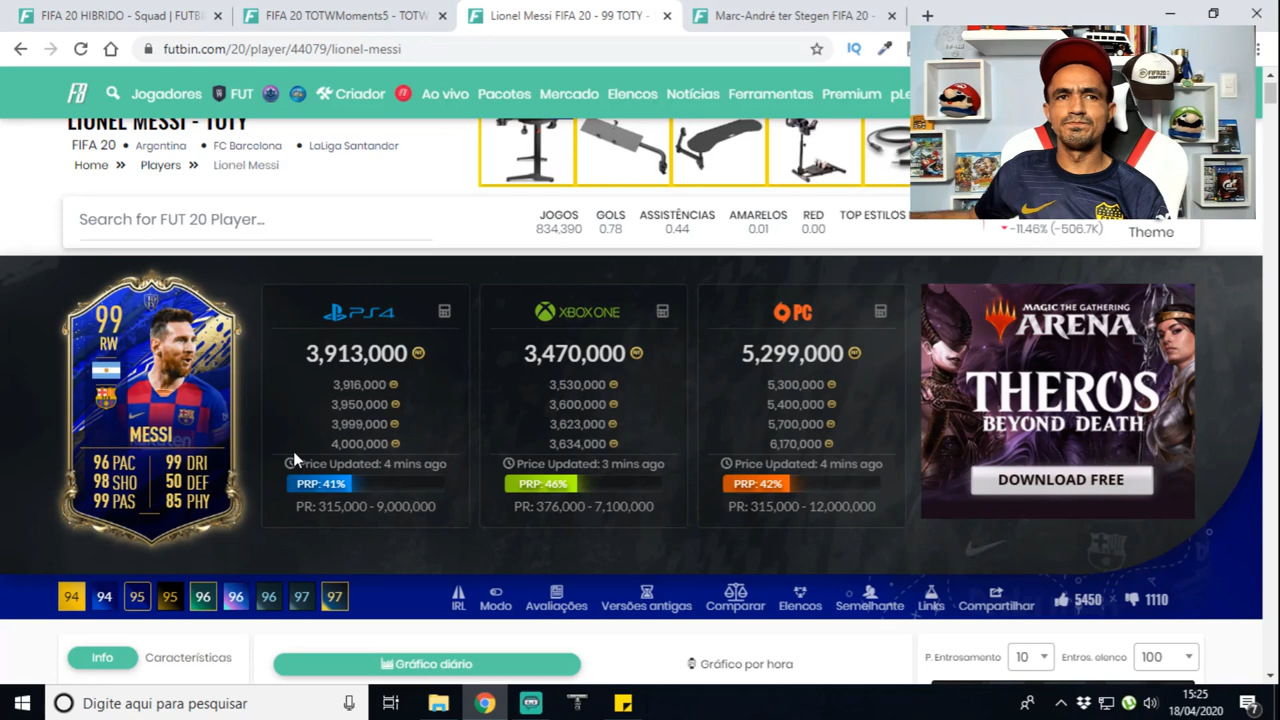 FIFA 20 HIBRIDO - Squad | FUTBI
FIFA 20 TOTWMoments5 - TOTW
Lionel Messi FIFA 20 - 99 TOTY -
Marc-André ter Stegen FIFA 20 -
futbin.com/20/player/44079/lionel-messi
IQ
Jogadores FUT Criador Ao vivo Pacotes Mercado Elencos Notícias Ferramentas Premium
LIONEL MESSI - TOTY
FIFA 20 • Argentina • FC Barcelona • LaLiga Santander
Home » Players » Lionel Messi
Search for FUT 20 Player...
JOGOS GOLS ASSISTÊNCIAS AMARELOS RED TOP ESTILOS
834,390 0.78 0.44 0.01 0.00
-11.46% (-506.7K)
Theme
99
RW
MESSI
96 PAC 99 DRI
98 SHO 50 DEF
99 PAS 85 PHY
PS4
3,913,000
3,916,000
3,950,000
3,999,000
4,000,000
Price Updated: 4 mins ago
PRP: 41%
PR: 315,000 - 9,000,000
XBOX ONE
3,470,000
3,530,000
3,600,000
3,623,000
3,634,000
Price Updated: 3 mins ago
PRP: 46%
PR: 376,000 - 7,100,000
PC
5,299,000
5,300,000
5,400,000
5,700,000
6,170,000
Price Updated: 4 mins ago
PRP: 42%
PR: 315,000 - 12,000,000
MAGIC THE GATHERING
ARENA
THEROS
BEYOND DEATH
DOWNLOAD FREE
94 94 95 95 96 96 96 97 97
IRL Modo Avaliações Versões antigas Comparar Elencos Semelhante Links Compartilhar 5450 1110
Info Características
Gráfico diário
Gráfico por hora
P. Entrosamento 10 Entros. elenco 100
Digite aqui para pesquisar
15:25
18/04/2020
7